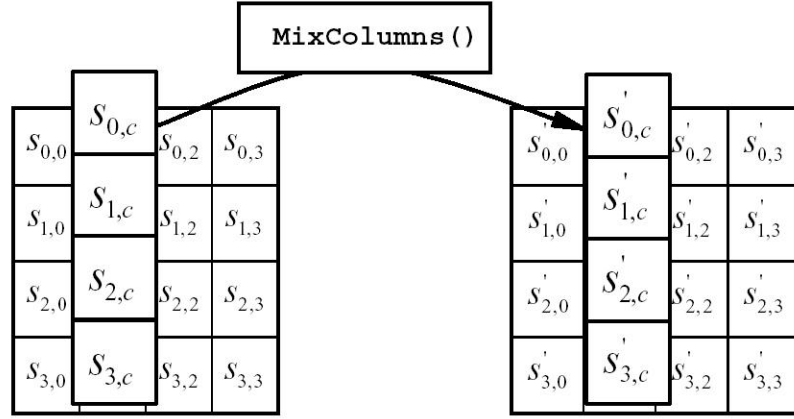 MixColumns()
s0,0 s0,c s0,2 s0,3 s'0,0 s'0,c s'0,2 s'0,3
s1,0 s1,c s1,2 s1,3 s'1,0 s'1,c s'1,2 s'1,3
s2,0 s2,c s2,2 s2,3 s'2,0 s'2,c s'2,2 s'2,3
s3,0 s3,c s3,2 s3,3 s'3,0 s'3,c s'3,2 s'3,3